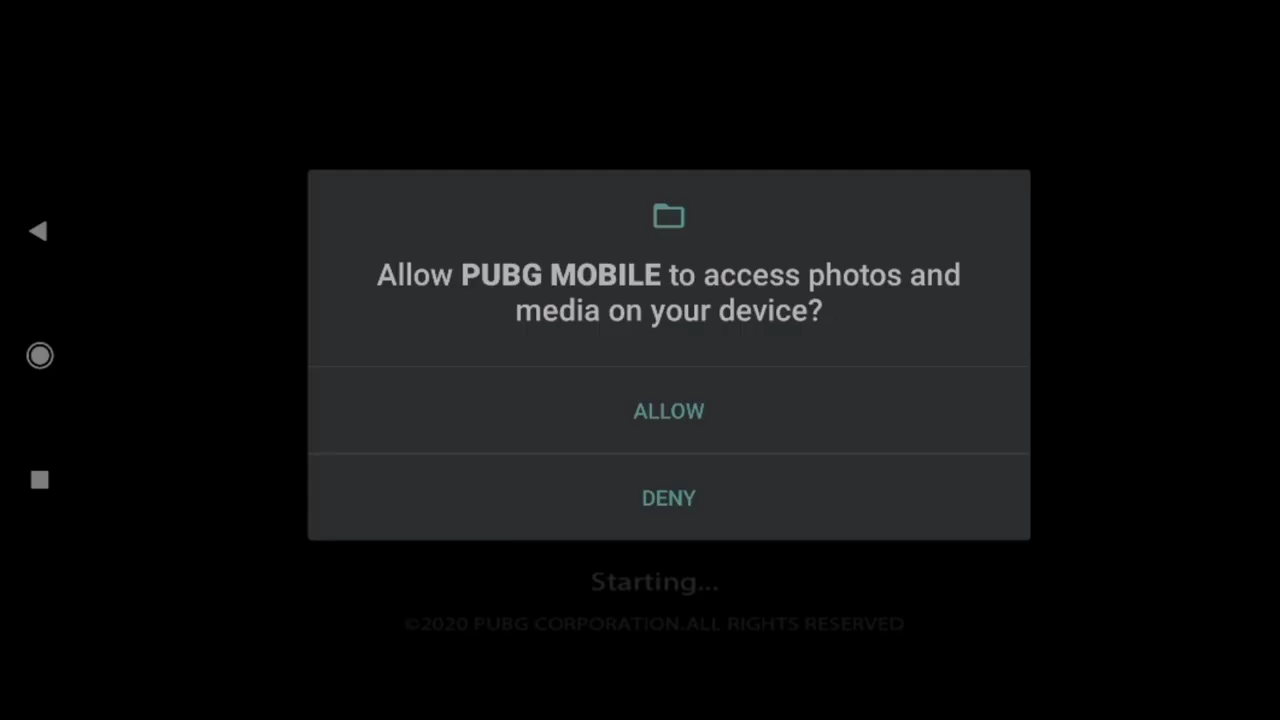 Allow PUBG MOBILE to access photos and
media on your device?
ALLOW
DENY
Starting...
©2020 PUBG CORPORATION.ALL RIGHTS RESERVED